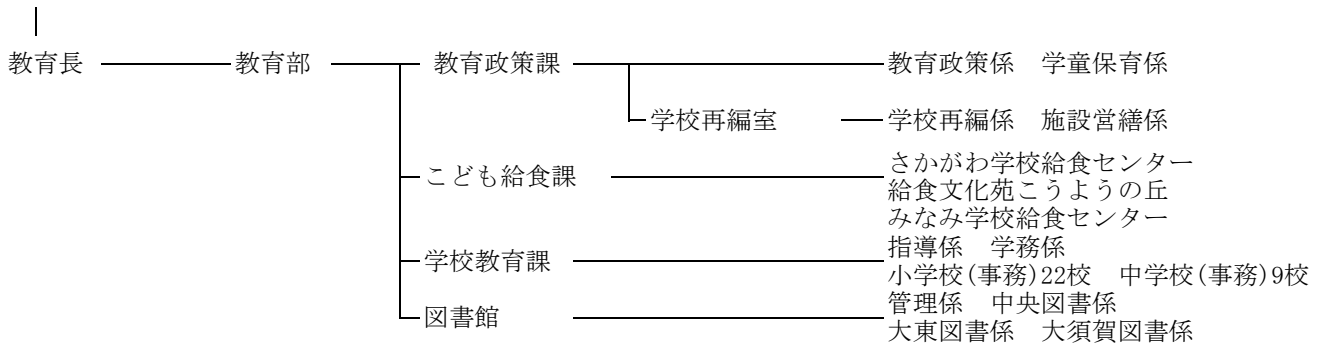 教育長 教育部 教育政策課 教育政策係 学童保育係
学校再編室 学校再編係 施設営繕係
こども給食課 さかがわ学校給食センター
給食文化苑こうようの丘
みなみ学校給食センター
学校教育課 指導係 学務係
小学校(事務)22校 中学校(事務)9校
図書館 管理係 中央図書係
大東図書係 大須賀図書係